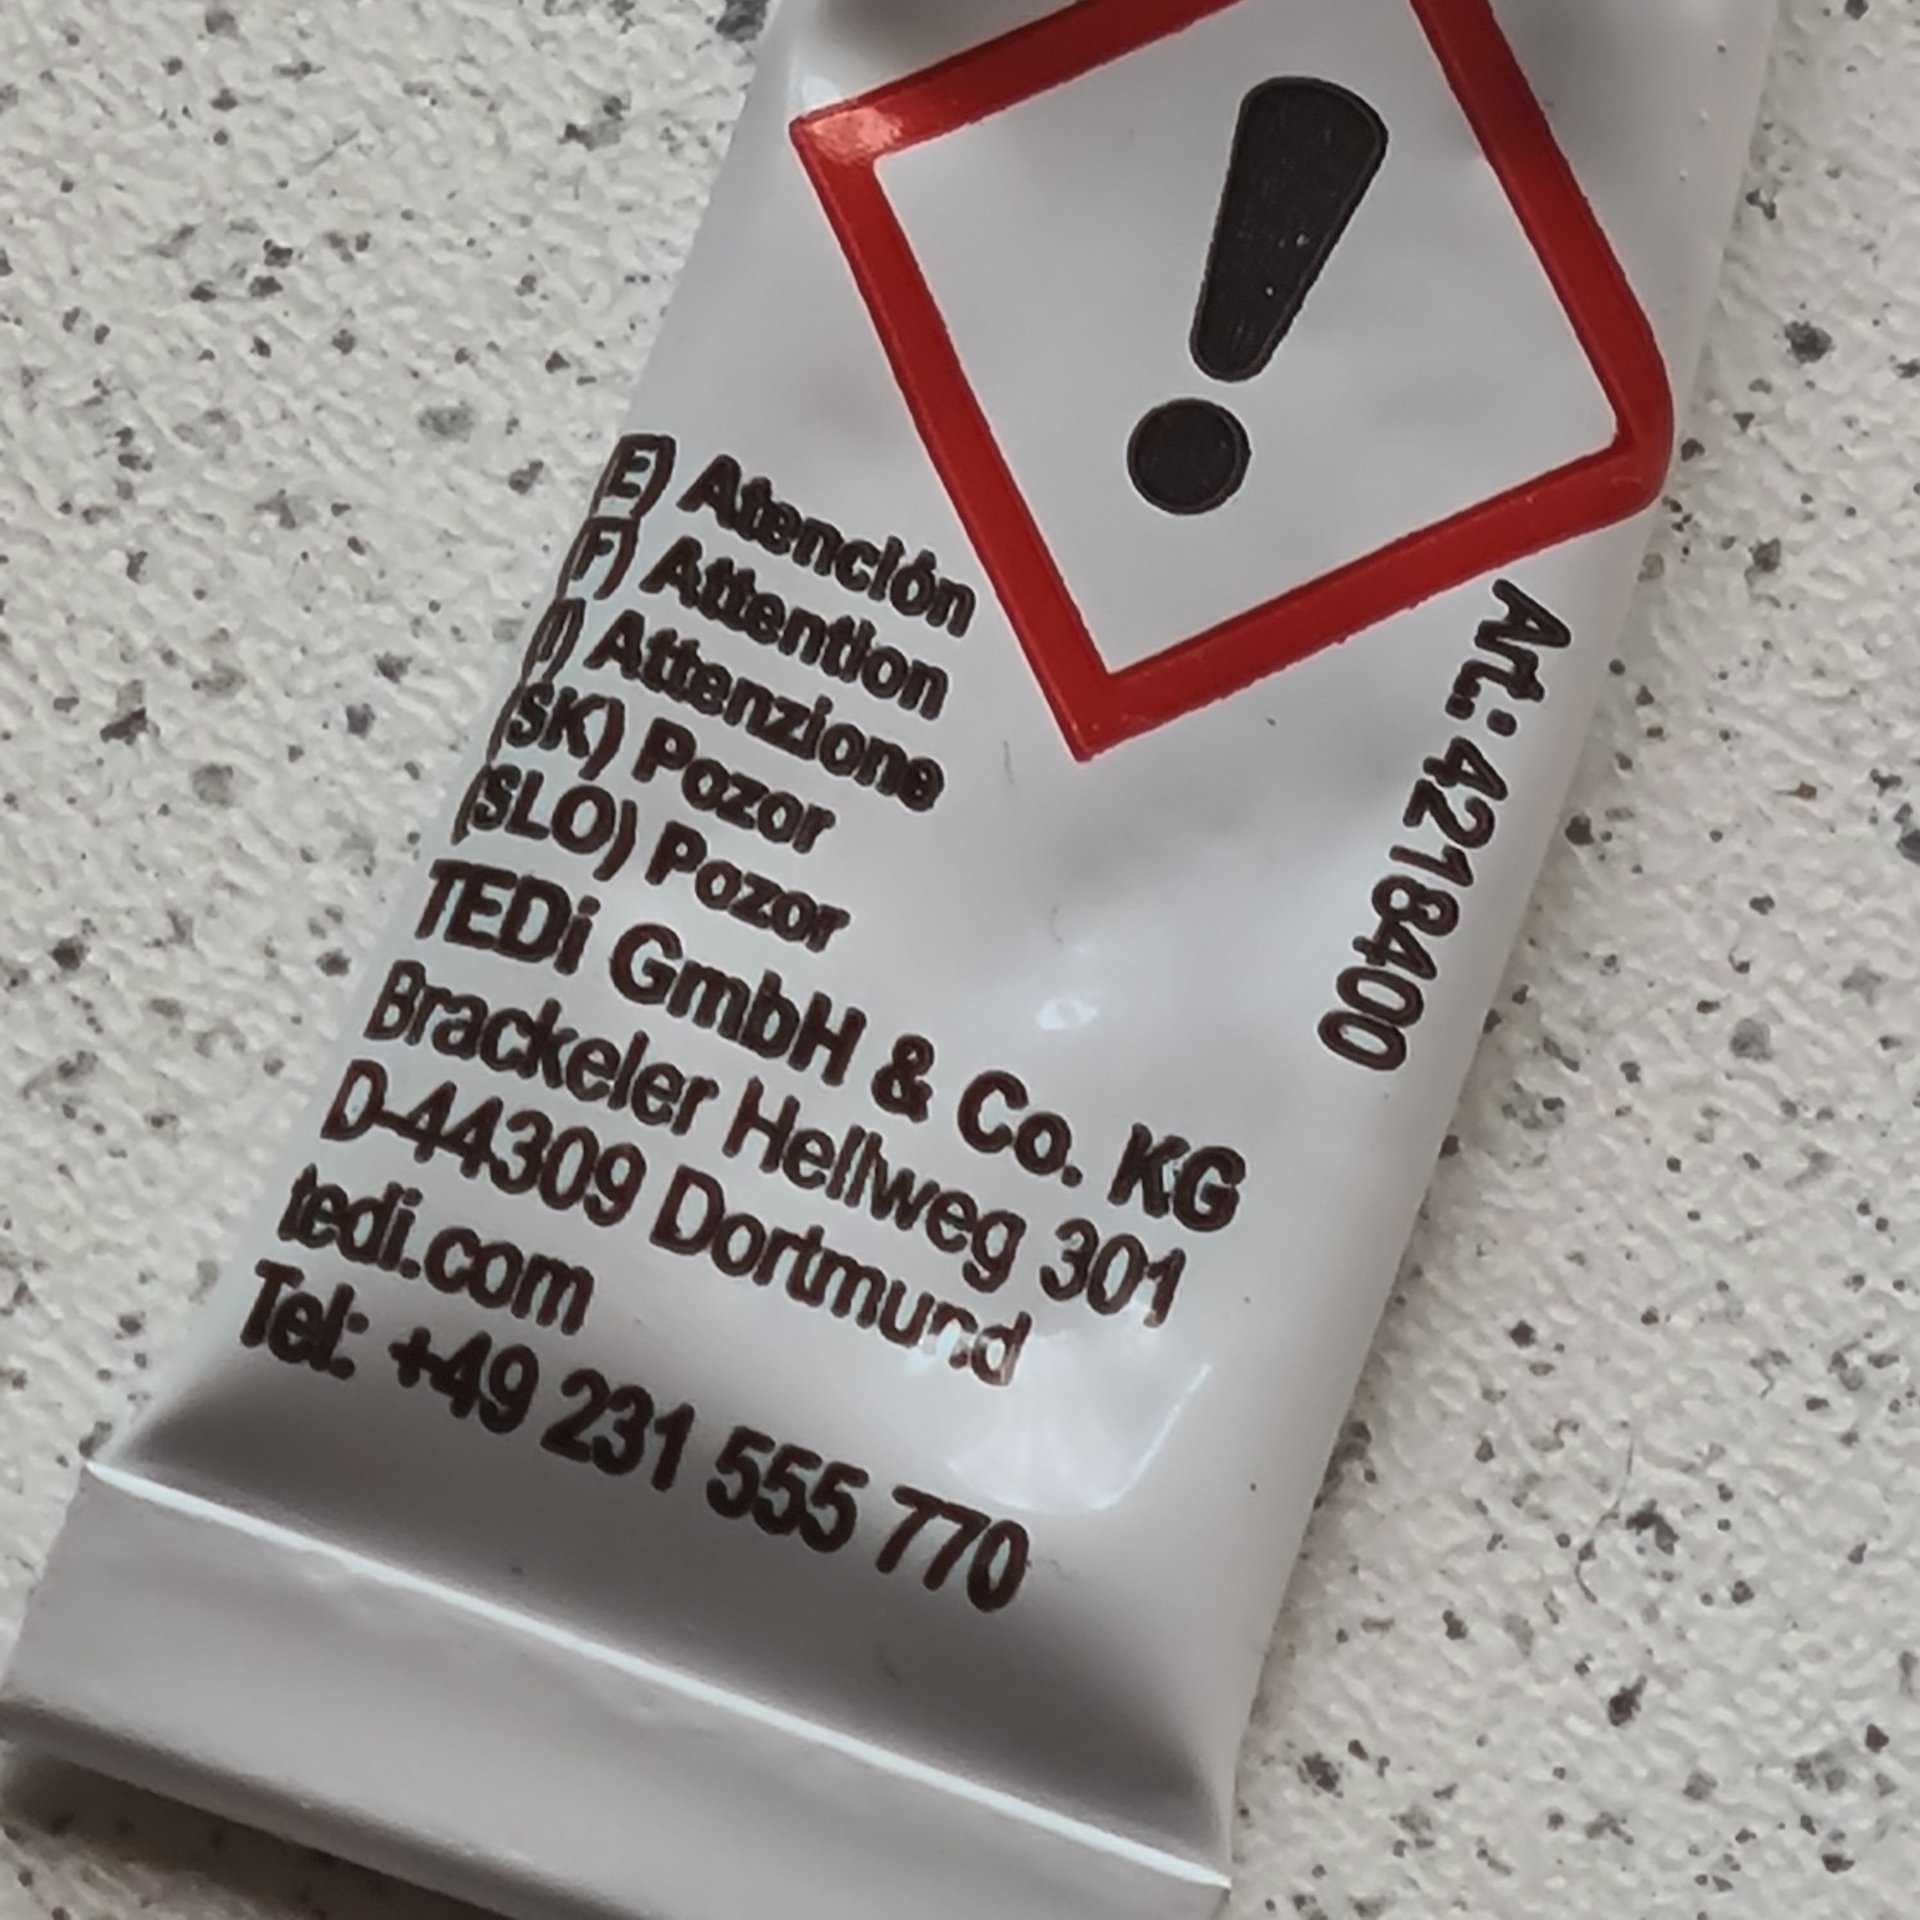 (E) Atención
(F) Attention
(I) Attenzione
(SK) Pozor
(SLO) Pozor
TEDi GmbH & Co. KG
Brackeler Hellweg 301
D-44309 Dortmund
tedi.com
Tel: +49 231 555 770
Art.: 4218400